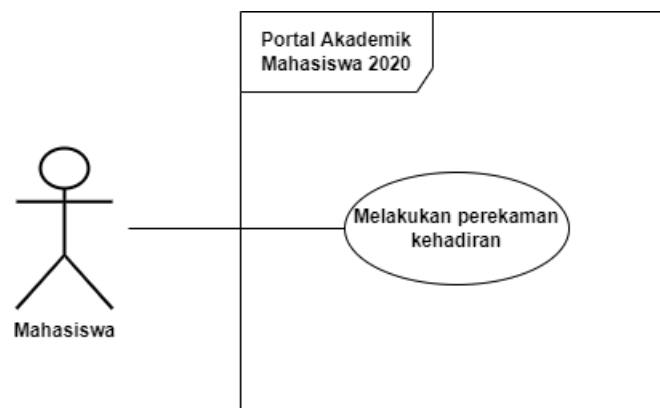 Portal Akademik
Mahasiswa 2020
Melakukan perekaman
kehadiran
Mahasiswa